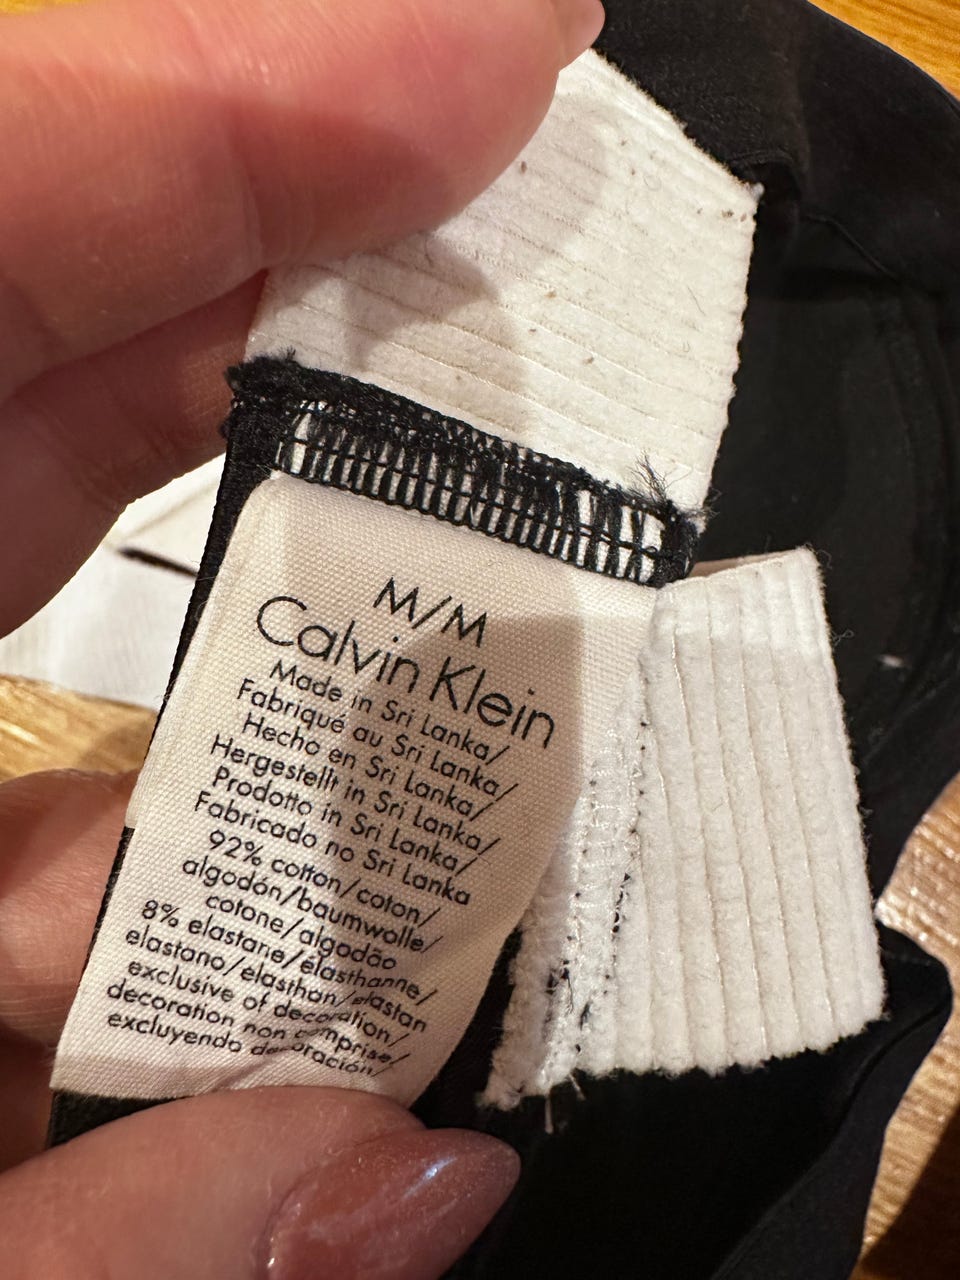 M/M
Calvin Klein
Made in Sri Lanka/
Fabriqué au Sri Lanka/
Hecho en Sri Lanka/
Hergestellt in Sri Lanka/
Prodotto in Sri Lanka/
Fabricado no Sri Lanka
92% cotton/coton/
algodón/baumwolle/
cotone/algodão
8% elastane/élasthanne/
elastano/elasthan/elastan
exclusive of decoration/
decoration non comprise/
excluyendo decoración/